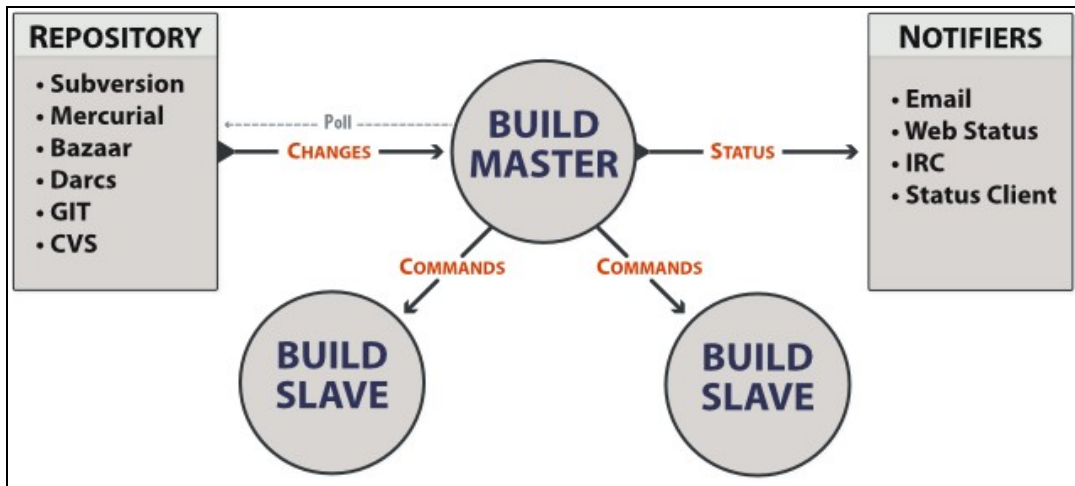 REPOSITORY
• Subversion
• Mercurial
• Bazaar
• Darcs
• GIT
• CVS
Poll
CHANGES
BUILD
MASTER
STATUS
NOTIFIERS
• Email
• Web Status
• IRC
• Status Client
COMMANDS
COMMANDS
BUILD
SLAVE
BUILD
SLAVE